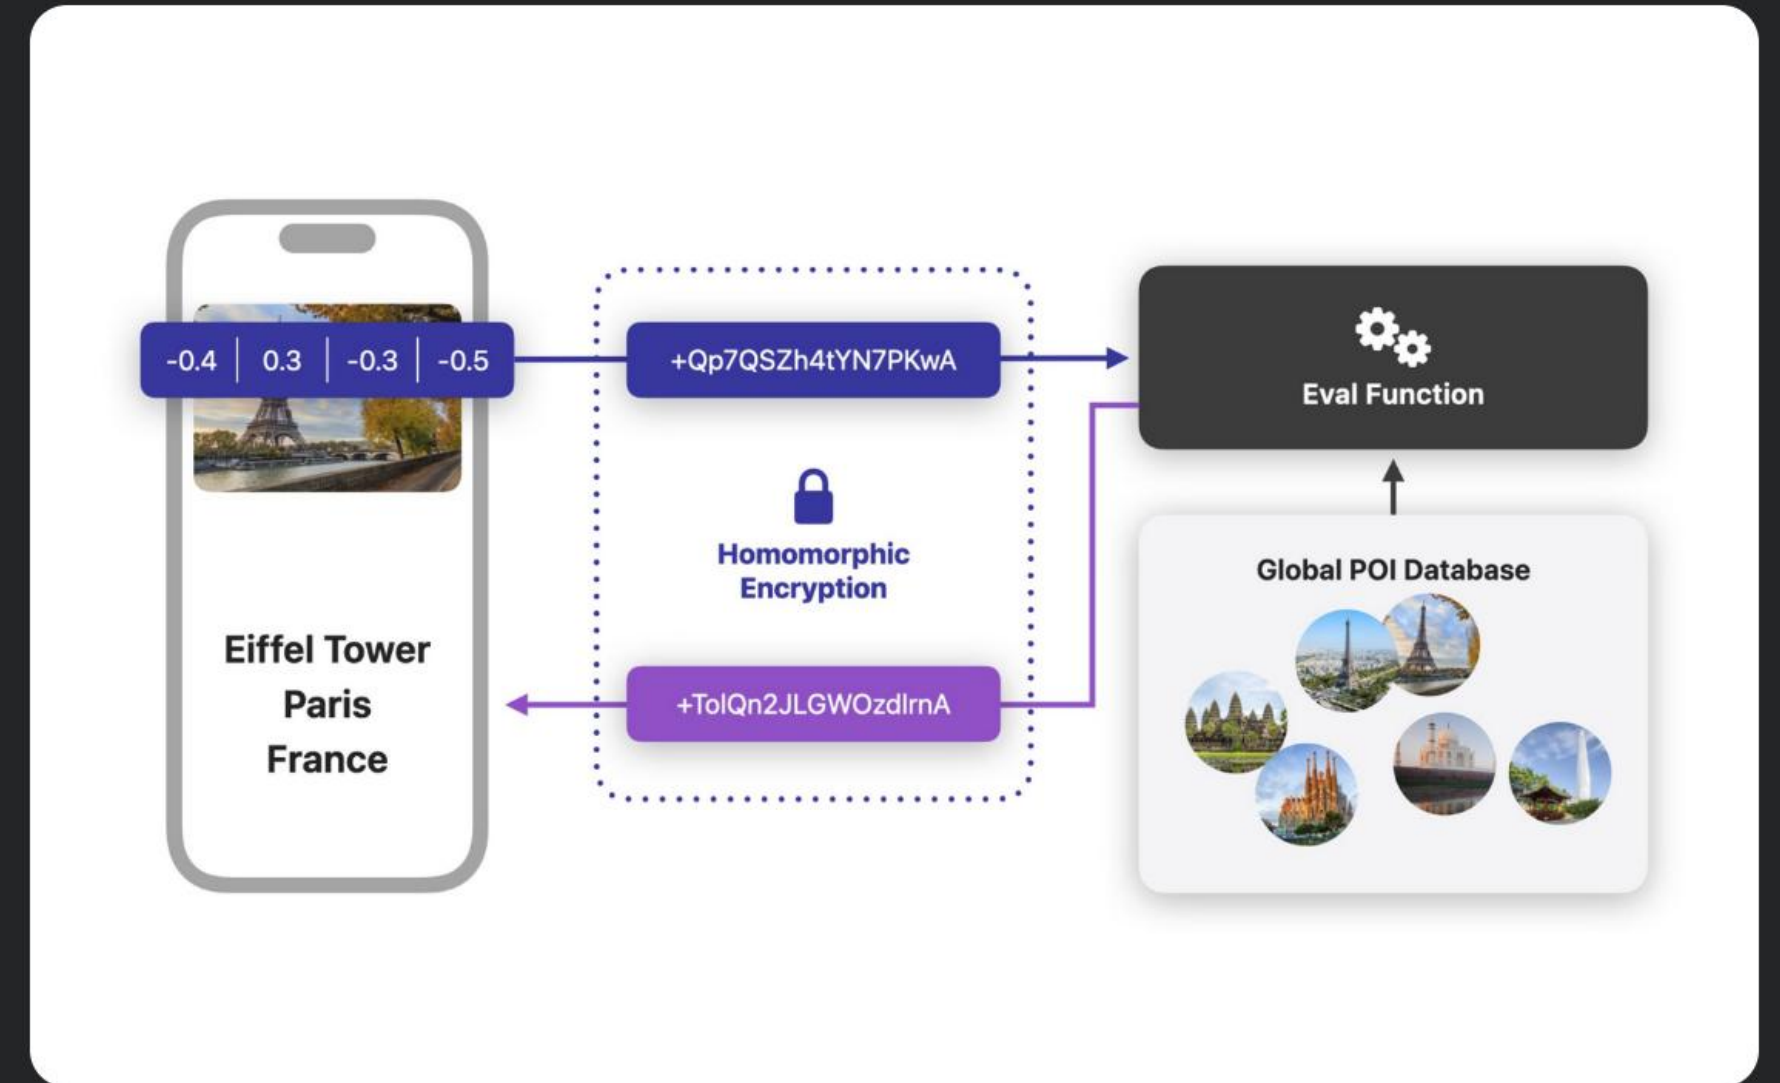 -0.4 0.3 -0.3 -0.5
+Qp7QSZh4tYN7PKwA
Eval Function
Homomorphic
Encryption
Global POI Database
Eiffel Tower
Paris
France
+TolQn2JLGWOzdlrnA